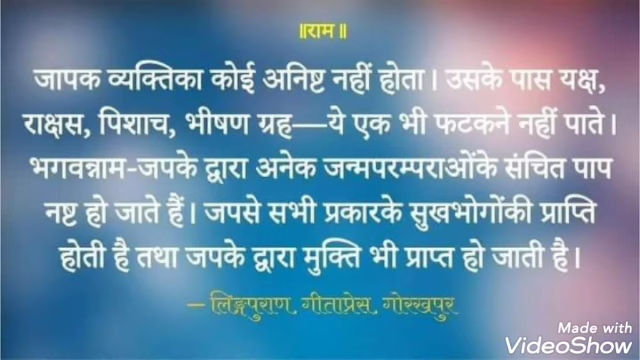 ॥राम॥
जापक व्यक्तिका कोई अनिष्ट नहीं होता। उसके पास यक्ष,
राक्षस, पिशाच, भीषण ग्रह—ये एक भी फटकने नहीं पाते।
भगवन्नाम-जपके द्वारा अनेक जन्मपरम्पराओंके संचित पाप
नष्ट हो जाते हैं। जपसे सभी प्रकारके सुखभोगोंकी प्राप्ति
होती है तथा जपके द्वारा मुक्ति भी प्राप्त हो जाती है।
— लिङ्गपुराण, गीताप्रेस, गोरखपुर
Made with
VideoShow